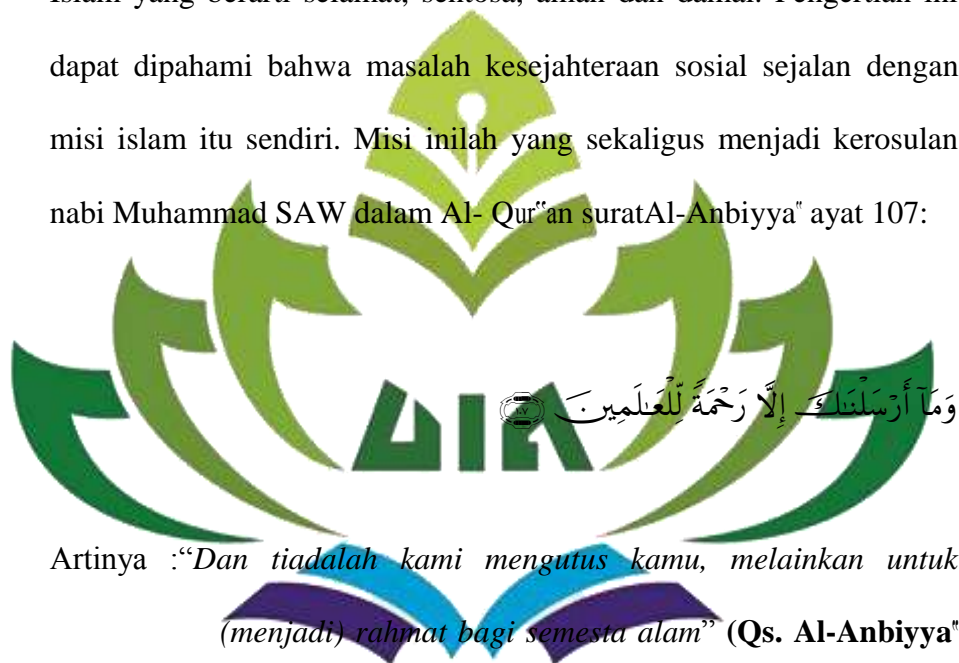 Islam yang berarti selamat, sentosa, aman dan damai. Pengertian ini
dapat dipahami bahwa masalah kesejahteraan sosial sejalan dengan
misi islam itu sendiri. Misi inilah yang sekaligus menjadi kerosulan
nabi Muhammad SAW dalam Al- Qur‟an suratAl-Anbiyya‟ ayat 107:
وَمَآ أَرْسَلْنَٰكَ إِلَّا رَحْمَةً لِّلْعَٰلَمِينَ ۝١٠٧
Artinya :“Dan tiadalah kami mengutus kamu, melainkan untuk
(menjadi) rahmat bagi semesta alam” (Qs. Al-Anbiyya‟